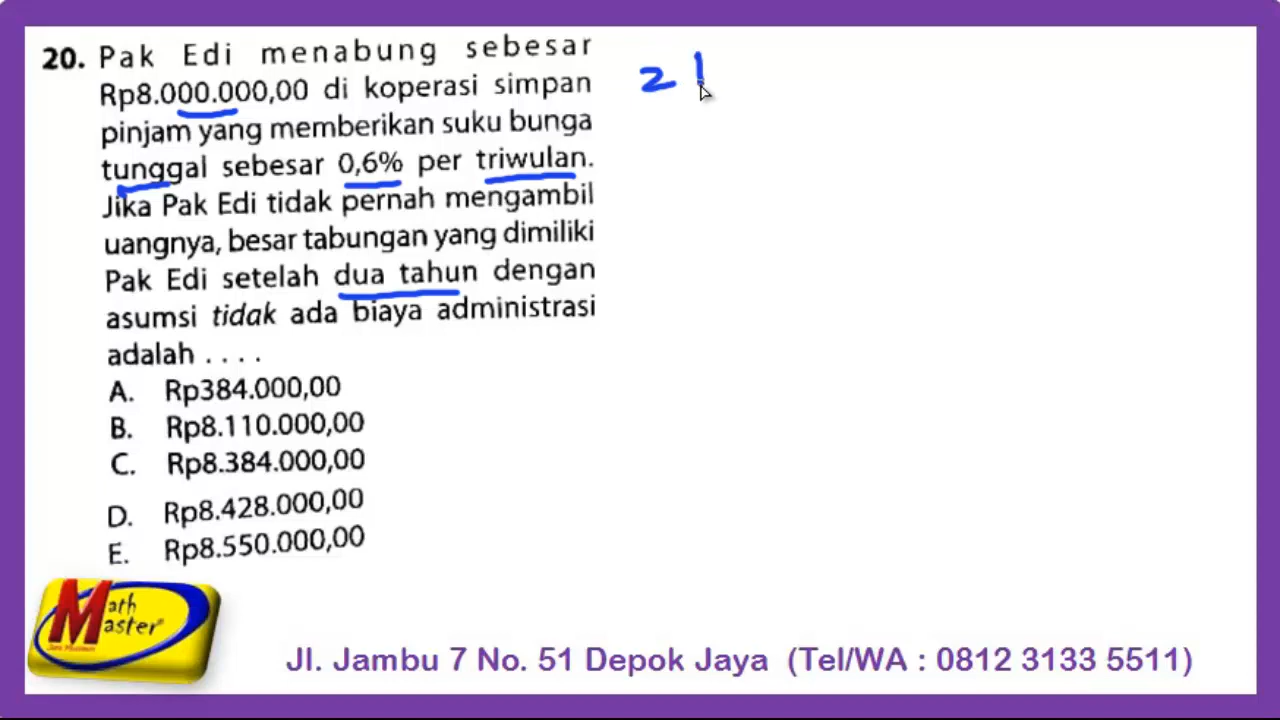 20. Pak Edi menabung sebesar
Rp8.000.000,00 di koperasi simpan
pinjam yang memberikan suku bunga
tunggal sebesar 0,6% per triwulan.
Jika Pak Edi tidak pernah mengambil
uangnya, besar tabungan yang dimiliki
Pak Edi setelah dua tahun dengan
asumsi tidak ada biaya administrasi
adalah . . . .
A. Rp384.000,00
B. Rp8.110.000,00
C. Rp8.384.000,00
D. Rp8.428.000,00
E. Rp8.550.000,00
2 1
Math
Master®
Jl. Jambu 7 No. 51 Depok Jaya (Tel/WA : 0812 3133 5511)